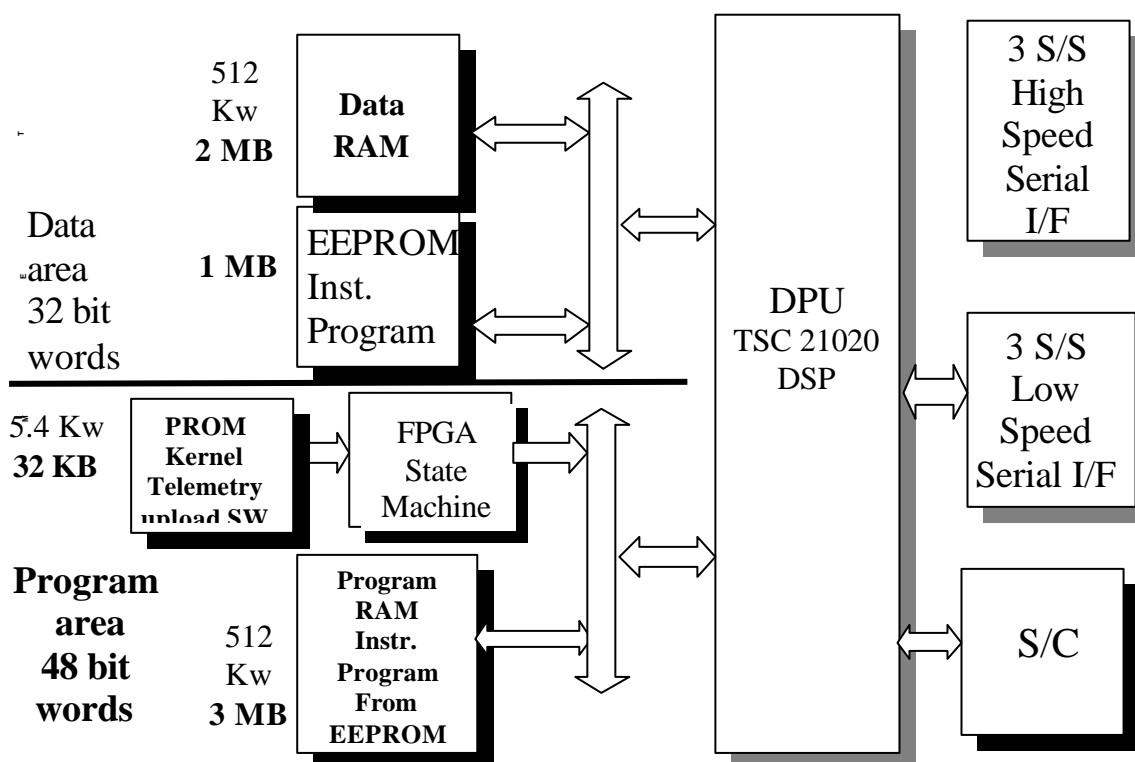 512
Kw
2 MB
Data
RAM
Data
area
32 bit
words
1 MB
EEPROM
Inst.
Program
5.4 Kw
32 KB
PROM
Kernel
Telemetry
upload SW
FPGA
State
Machine
Program
area
48 bit
words
512
Kw
3 MB
Program
RAM
Instr.
Program
From
EEPROM
DPU
TSC 21020
DSP
3 S/S
High
Speed
Serial
I/F
3 S/S
Low
Speed
Serial I/F
S/C